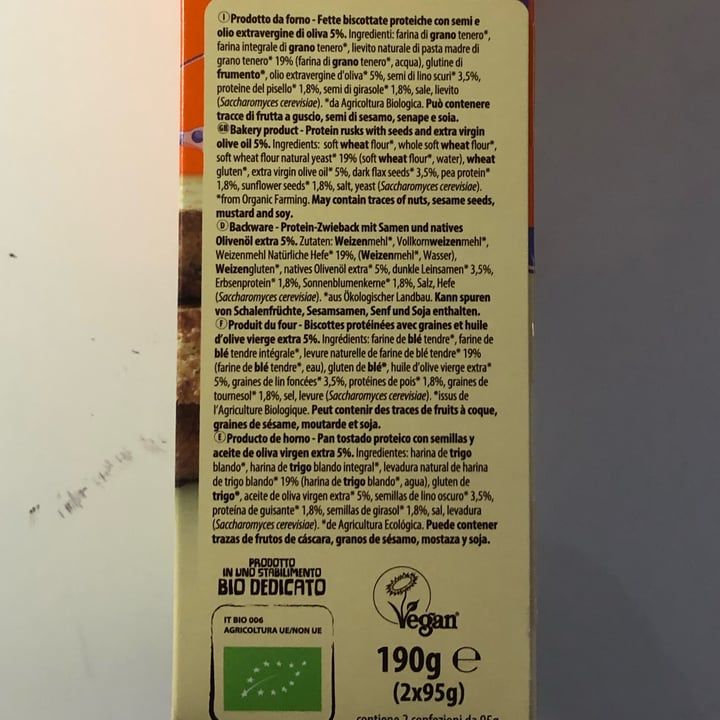 Ⓘ Prodotto da forno - Fette biscottate proteiche con semi e
olio extravergine di oliva 5%. Ingredienti: farina di grano tenero*,
farina integrale di grano tenero*, lievito naturale di pasta madre di
grano tenero* 19% (farina di grano tenero*, acqua), glutine di
frumento*, olio extravergine d'oliva* 5%, semi di lino scuri* 3,5%,
proteine del pisello* 1,8%, semi di girasole* 1,8%, sale, lievito
(Saccharomyces cerevisiae). *da Agricoltura Biologica. Può contenere
tracce di frutta a guscio, semi di sesamo, senape e soia.
GB Bakery product - Protein rusks with seeds and extra virgin
olive oil 5%. Ingredients: soft wheat flour*, whole soft wheat flour*,
soft wheat flour natural yeast* 19% (soft wheat flour*, water), wheat
gluten*, extra virgin olive oil* 5%, dark flax seeds* 3,5%, pea protein*
1,8%, sunflower seeds* 1,8%, salt, yeast (Saccharomyces cerevisiae).
*from Organic Farming. May contain traces of nuts, sesame seeds,
mustard and soy.
Ⓓ Backware - Protein-Zwieback mit Samen und natives
Olivenöl extra 5%. Zutaten: Weizenmehl*, Vollkornweizenmehl*,
Weizenmehl Natürliche Hefe* 19%, (Weizenmehl*, Wasser),
Weizengluten*, natives Olivenöl extra* 5%, dunkle Leinsamen* 3,5%,
Erbsenprotein* 1,8%, Sonnenblumenkerne* 1,8%, Salz, Hefe
(Saccharomyces cerevisiae). *aus Ökologischer Landbau. Kann spuren
von Schalenfrüchte, Sesamsamen, Senf und Soja enthalten.
Ⓕ Produit du four - Biscottes protéinées avec graines et huile
d'olive vierge extra 5%. Ingrédients: farine de blé tendre*, farine de
blé tendre intégrale*, levure naturelle de farine de blé tendre* 19%
(farine de blé tendre*, eau), gluten de blé*, huile d'olive vierge extra*
5%, graines de lin foncées* 3,5%, protéines de pois* 1,8%, graines de
tournesol* 1,8%, sel, levure (Saccharomyces cerevisiae). *issus de
l'Agriculture Biologique. Peut contenir des traces de fruits à coque,
graines de sésame, moutarde et soja.
Ⓔ Producto de horno - Pan tostado proteico con semillas y
aceite de oliva virgen extra 5%. Ingredientes: harina de trigo
blando*, harina de trigo blando integral*, levadura natural de harina
de trigo blando* 19% (harina de trigo blando*, agua), gluten de
trigo*, aceite de oliva virgen extra* 5%, semillas de lino oscuro* 3,5%,
proteína de guisante* 1,8%, semillas de girasol* 1,8%, sal, levadura
(Saccharomyces cerevisiae). *de Agricultura Ecológica. Puede contener
trazas de frutos de cáscara, granos de sésamo, mostaza y soja.
PRODOTTO
IN UNO STABILIMENTO
BIO DEDICATO
Vegan
IT BIO 006
AGRICOLTURA UE/NON UE
190g e
(2x95g)
contiene 2 confezioni da 95g